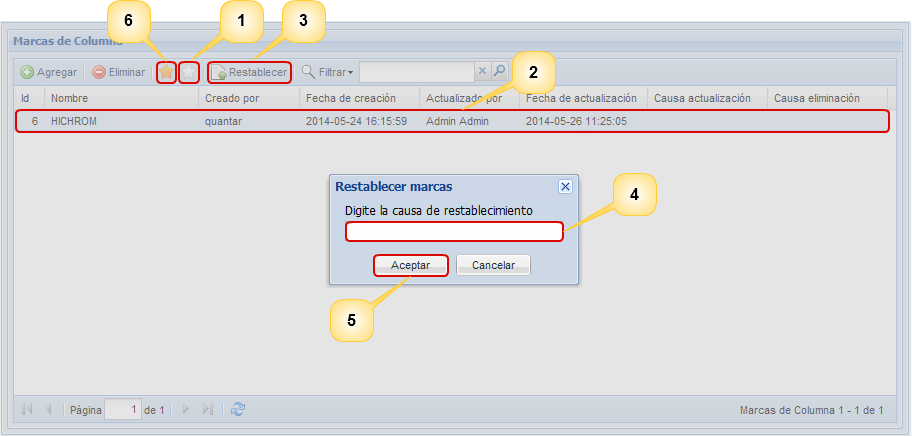 6 1 3
Marcas de Columna
Agregar Eliminar Restablecer Filtrar
2
Id Nombre Creado por Fecha de creación Actualizado por Fecha de actualización Causa actualización Causa eliminación
6 HICHROM quantar 2014-05-24 16:15:59 Admin Admin 2014-05-26 11:25:05
Restablecer marcas
Digite la causa de restablecimiento
4
Aceptar Cancelar
5
Página 1 de 1 Marcas de Columna 1 - 1 de 1